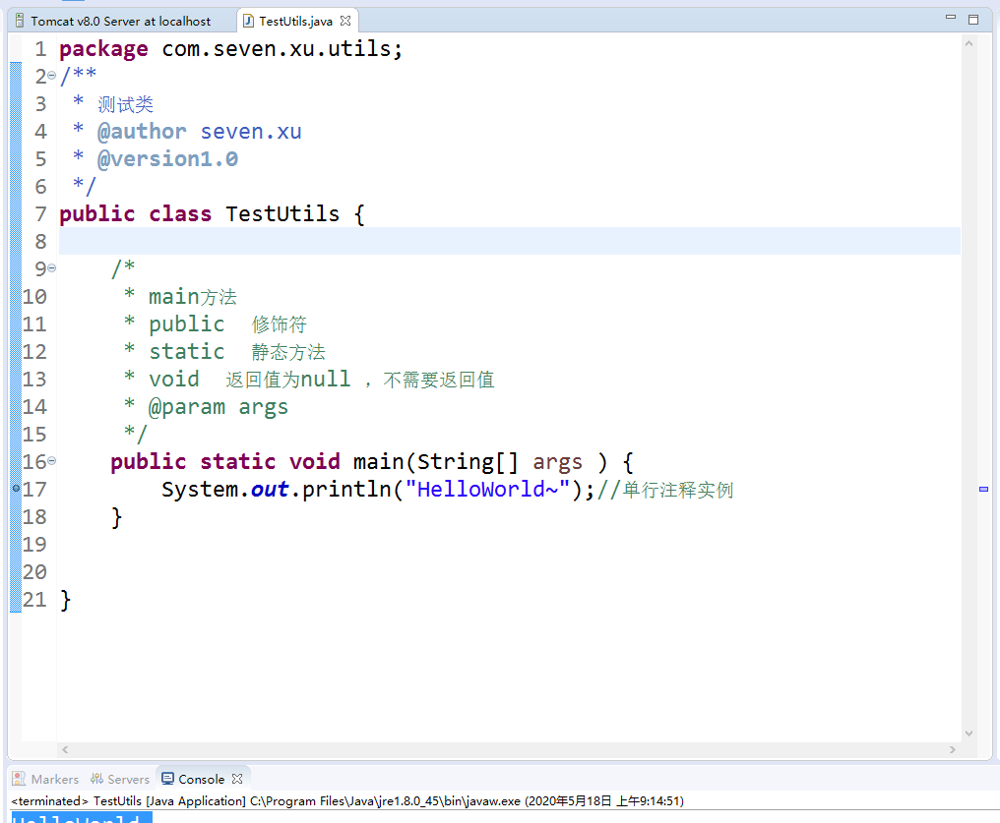 Tomcat v8.0 Server at localhost TestUtils.java
1 package com.seven.xu.utils;
2 /**
3 * 测试类
4 * @author seven.xu
5 * @version1.0
6 */
7 public class TestUtils {
8
9 /*
10 * main方法
11 * public 修饰符
12 * static 静态方法
13 * void 返回值为null ，不需要返回值
14 * @param args
15 */
16 public static void main(String[] args ) {
17 System.out.println("HelloWorld~");//单行注释实例
18 }
19
20
21 }
Markers Servers Console
<terminated> TestUtils [Java Application] C:\Program Files\Java\jre1.8.0_45\bin\javaw.exe (2020年5月18日 上午9:14:51)